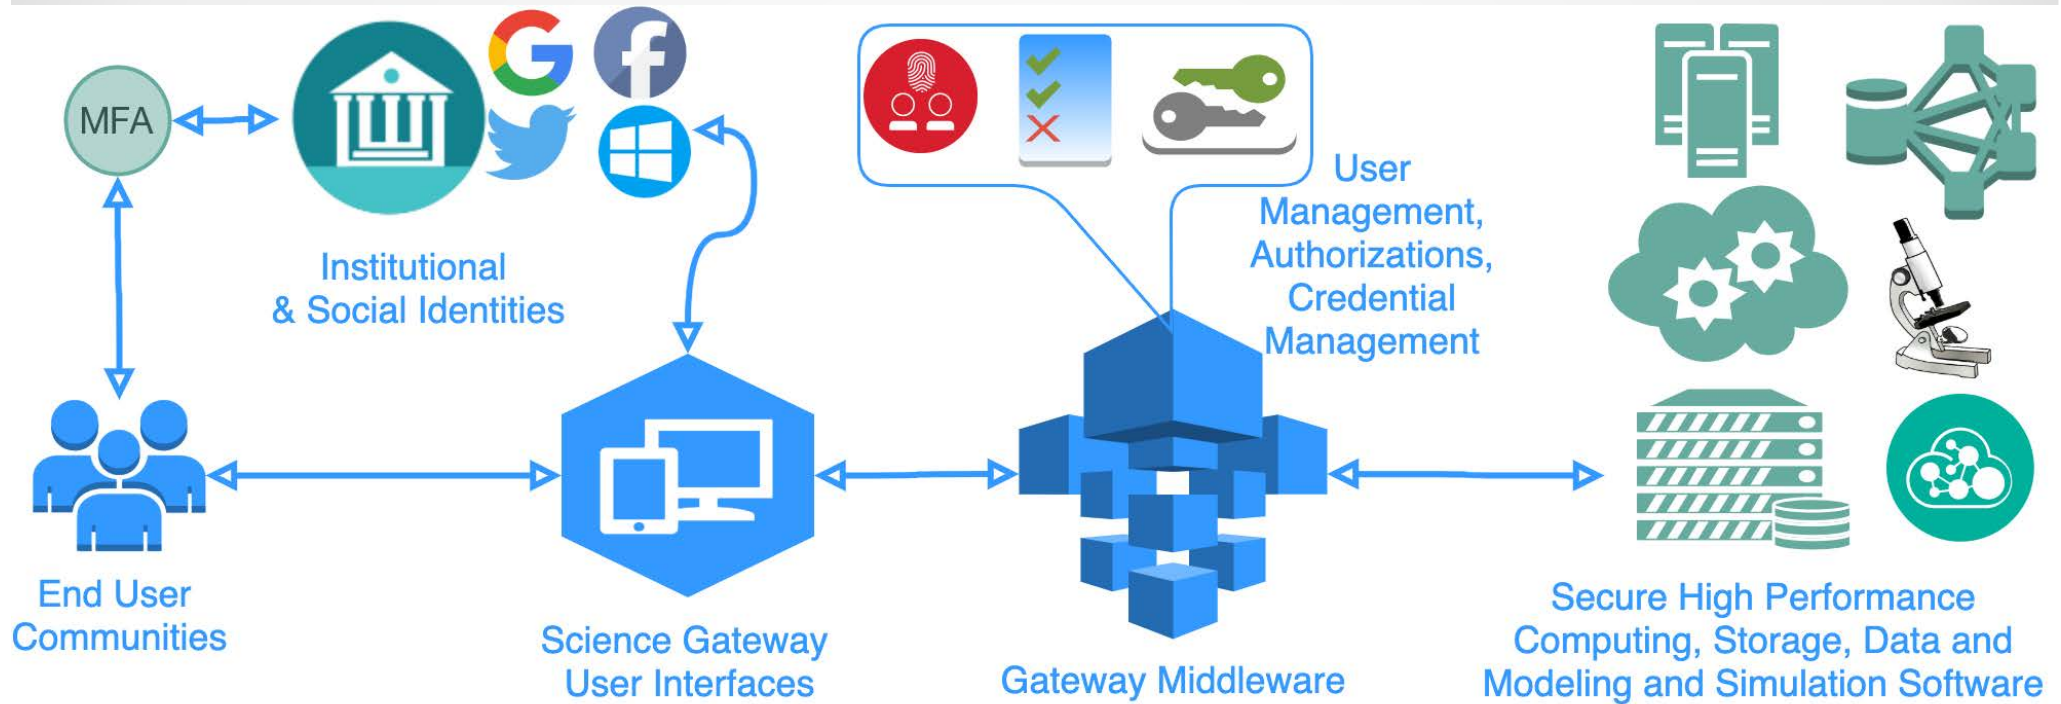 MFA
Institutional
& Social Identities
User
Management,
Authorizations,
Credential
Management
End User
Communities
Science Gateway
User Interfaces
Gateway Middleware
Secure High Performance
Computing, Storage, Data and
Modeling and Simulation Software